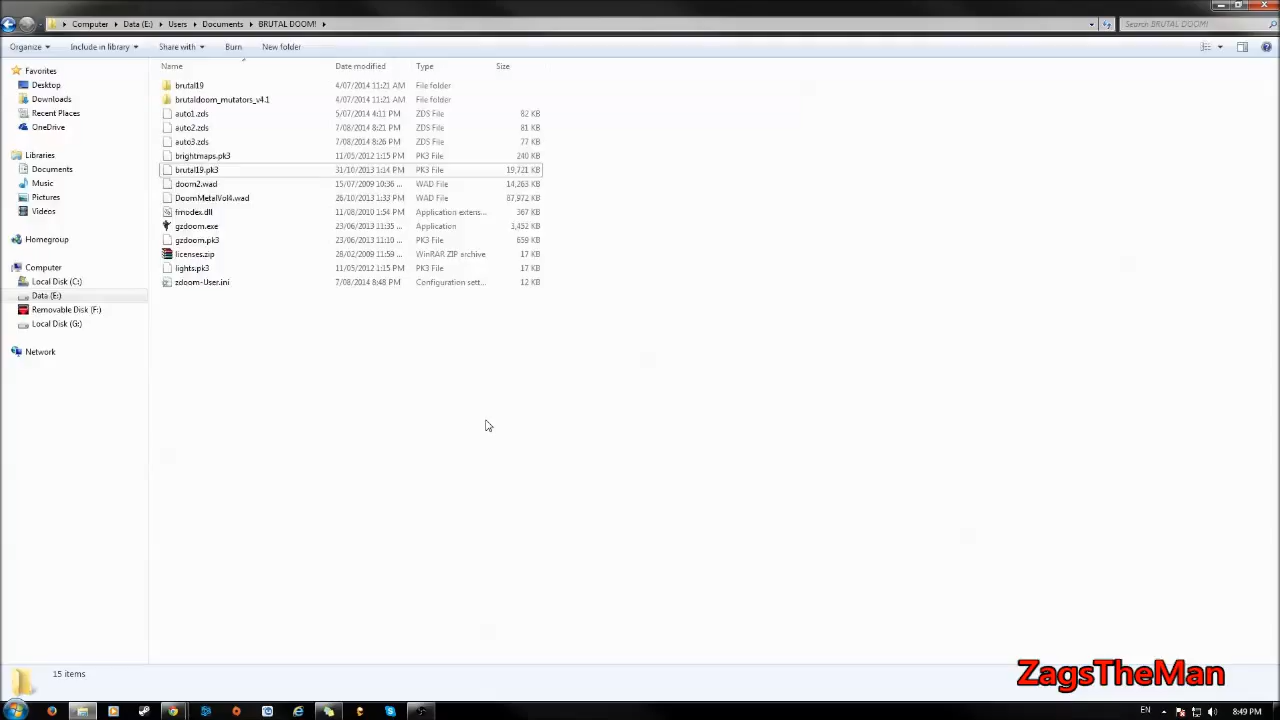 Computer Data (E:) Users Documents BRUTAL DOOM!
Search BRUTAL DOOM!
Organize Include in library Share with Burn New folder
Favorites
Desktop
Downloads
Recent Places
OneDrive
Libraries
Documents
Music
Pictures
Videos
Homegroup
Computer
Local Disk (C:)
Data (E:)
Removable Disk (F:)
Local Disk (G:)
Network
Name Date modified Type Size
brutal19 4/07/2014 11:21 AM File folder
brutaldoom_mutators_v4.1 4/07/2014 11:21 AM File folder
auto1.zds 5/07/2014 4:11 PM ZDS File 82 KB
auto2.zds 7/08/2014 8:21 PM ZDS File 81 KB
auto3.zds 7/08/2014 8:26 PM ZDS File 77 KB
brightmaps.pk3 11/05/2012 1:15 PM PK3 File 240 KB
brutal19.pk3 31/10/2013 1:14 PM PK3 File 19,721 KB
doom2.wad 15/07/2009 10:36 ... WAD File 14,263 KB
DoomMetalVol4.wad 26/10/2013 1:33 PM WAD File 87,972 KB
fmodex.dll 11/08/2010 1:54 PM Application extens... 367 KB
gzdoom.exe 23/06/2013 11:35 ... Application 3,452 KB
gzdoom.pk3 23/06/2013 11:10 ... PK3 File 659 KB
licenses.zip 26/02/2009 11:59 ... WinRAR ZIP archive 17 KB
lights.pk3 11/05/2012 1:15 PM PK3 File 17 KB
zdoom-User.ini 7/08/2014 8:48 PM Configuration sett... 12 KB
15 items
ZagsTheMan
EN 8:49 PM